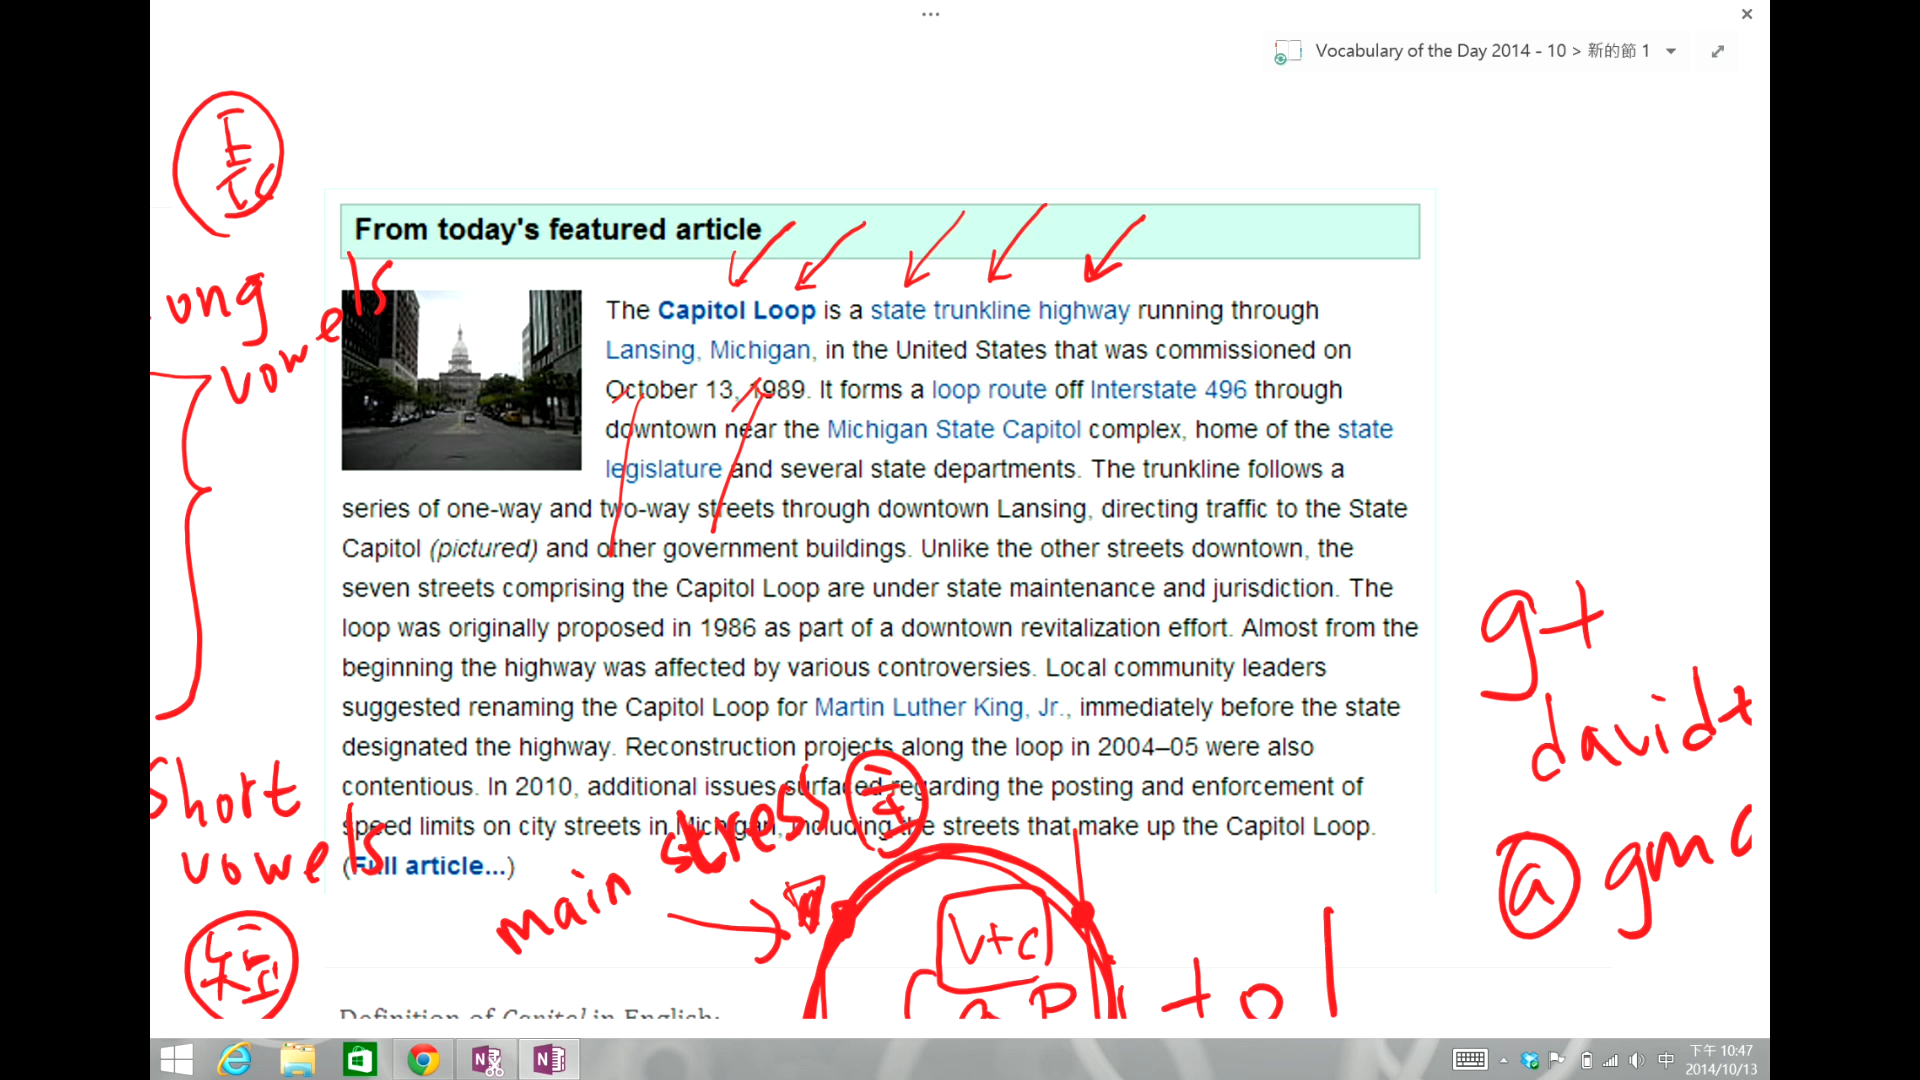 Vocabulary of the Day 2014 - 10 > 新的節 1
長
From today's featured article
ong
vowels
The Capitol Loop is a state trunkline highway running through
Lansing, Michigan, in the United States that was commissioned on
October 13, 1989. It forms a loop route off Interstate 496 through
downtown near the Michigan State Capitol complex, home of the state
legislature and several state departments. The trunkline follows a
series of one-way and two-way streets through downtown Lansing, directing traffic to the State
Capitol (pictured) and other government buildings. Unlike the other streets downtown, the
seven streets comprising the Capitol Loop are under state maintenance and jurisdiction. The
loop was originally proposed in 1986 as part of a downtown revitalization effort. Almost from the
beginning the highway was affected by various controversies. Local community leaders
suggested renaming the Capitol Loop for Martin Luther King, Jr., immediately before the state
designated the highway. Reconstruction projects along the loop in 2004–05 were also
contentious. In 2010, additional issues surfaced regarding the posting and enforcement of
speed limits on city streets in Michigan, including the streets that make up the Capitol Loop.
(Full article...)
g+
davidt
@gma
short
vowels
短
main stress
v+c
Definition of Capitol in English:
中
下午 10:47
2014/10/13